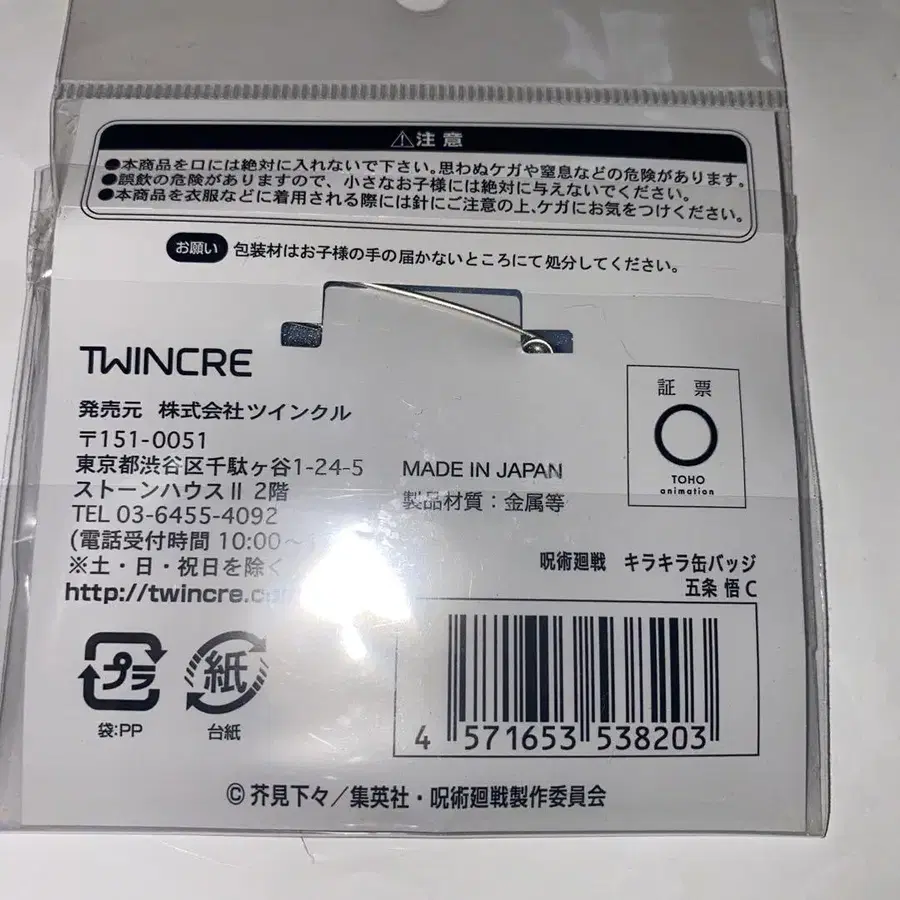 ⚠注意
●本商品を口には絶対に入れないで下さい。思わぬケガや窒息などの危険があります。
●誤飲の危険がありますので、小さなお子様には絶対に与えないでください。
●本商品を衣服などに着用される際には針にご注意の上、ケガにお気をつけください。
お願い 包装材はお子様の手の届かないところにて処分してください。
TWINCRE
発売元 株式会社ツインクル
〒151-0051
東京都渋谷区千駄ヶ谷1-24-5
ストーンハウスⅡ 2階
TEL 03-6455-4092
(電話受付時間 10:00~
※土・日・祝日を除く
http://twincre.
MADE IN JAPAN
製品材質：金属等
証票
TOHO
animation
呪術廻戦 キラキラ缶バッジ
五条 悟 C
4 571653 538203
プラ
袋:PP
紙
台紙
© 芥見下々／集英社・呪術廻戦製作委員会